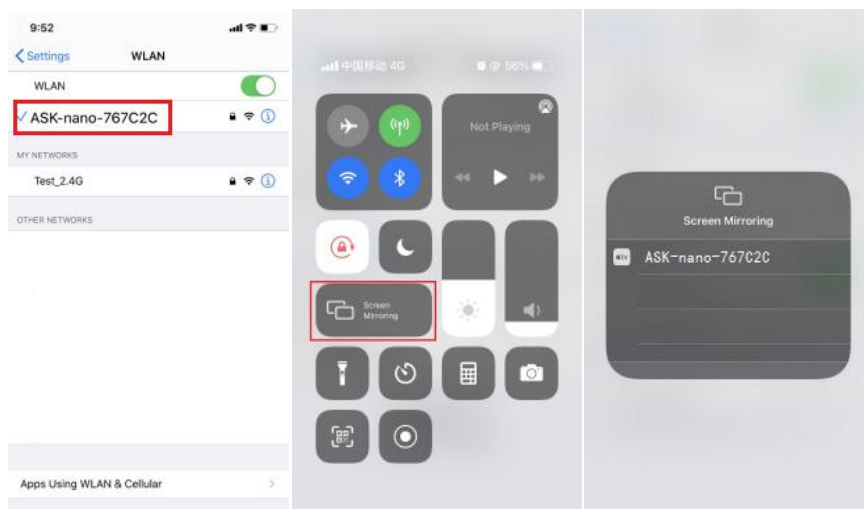 9:52
Settings
WLAN
WLAN
ASK-nano-767C2C
MY NETWORKS
Test_2.4G
OTHER NETWORKS
Apps Using WLAN & Cellular
中国移动 4G
56%
Not Playing
Screen
Mirroring
Screen Mirroring
tv
ASK-nano-767C2C